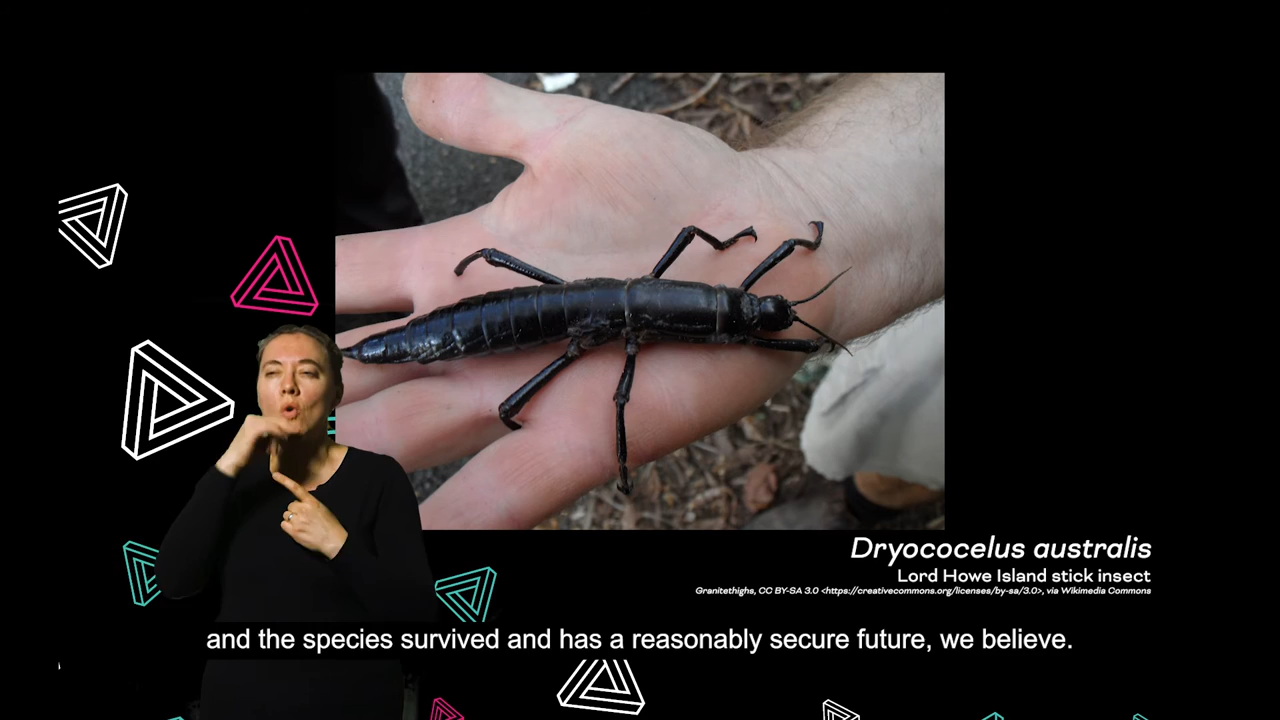 Dryococelus australis
Lord Howe Island stick insect
Granitethighs, CC BY-SA 3.0 <https://creativecommons.org/licenses/by-sa/3.0>, via Wikimedia Commons
and the species survived and has a reasonably secure future, we believe.